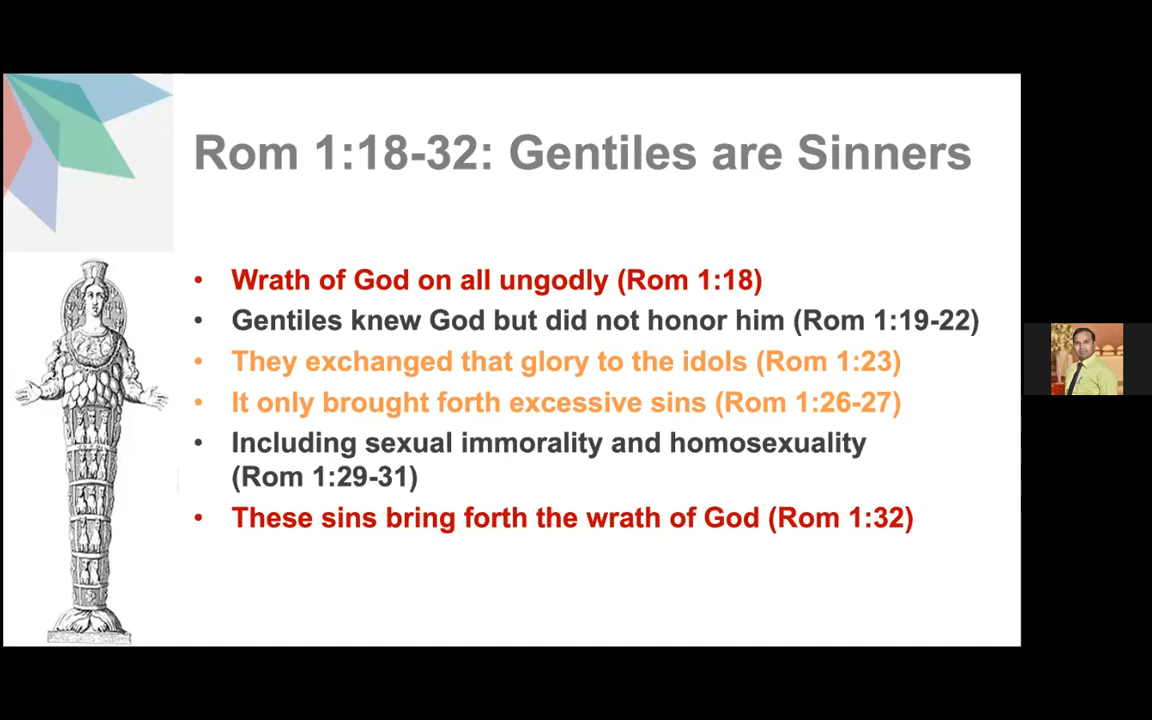 Rom 1:18-32: Gentiles are Sinners
• Wrath of God on all ungodly (Rom 1:18)
• Gentiles knew God but did not honor him (Rom 1:19-22)
• They exchanged that glory to the idols (Rom 1:23)
• It only brought forth excessive sins (Rom 1:26-27)
• Including sexual immorality and homosexuality
(Rom 1:29-31)
• These sins bring forth the wrath of God (Rom 1:32)